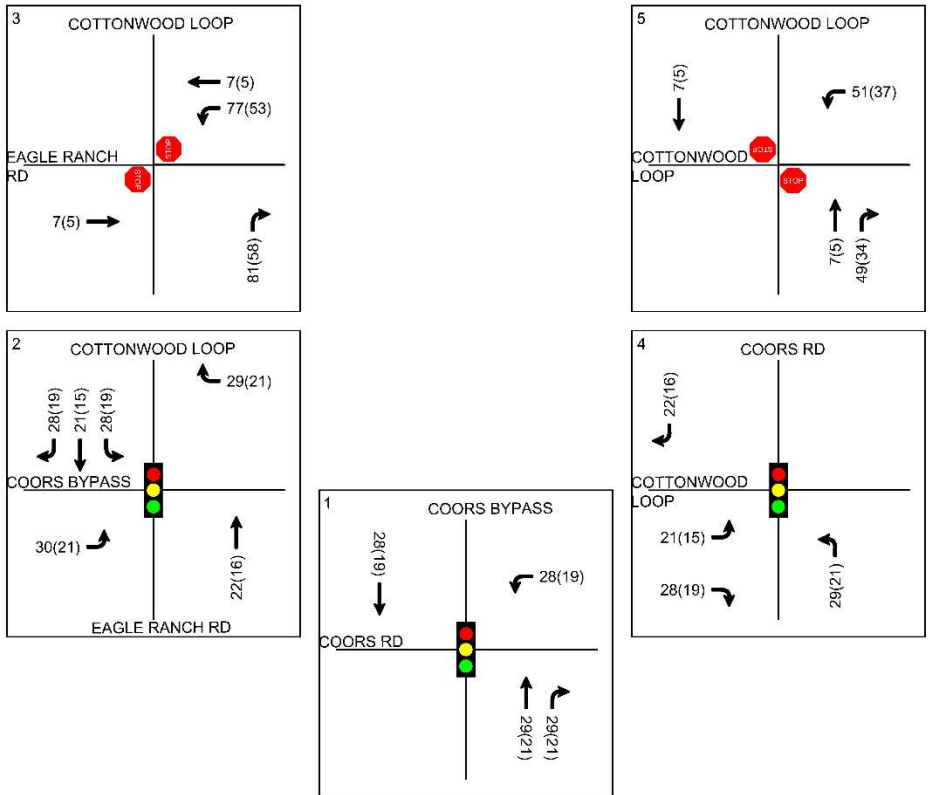 3
COTTONWOOD LOOP
7(5)
77(53)
STOP
EAGLE RANCH
RD
STOP
7(5)
81(58)
5
COTTONWOOD LOOP
7(5)
51(37)
STOP
COTTONWOOD
LOOP
STOP
7(5)
49(34)
2
COTTONWOOD LOOP
29(21)
28(19)
21(15)
28(19)
COORS BYPASS
30(21)
22(16)
EAGLE RANCH RD
1
COORS BYPASS
28(19)
28(19)
COORS RD
29(21)
29(21)
4
COORS RD
22(16)
COTTONWOOD
LOOP
21(15)
28(19)
29(21)